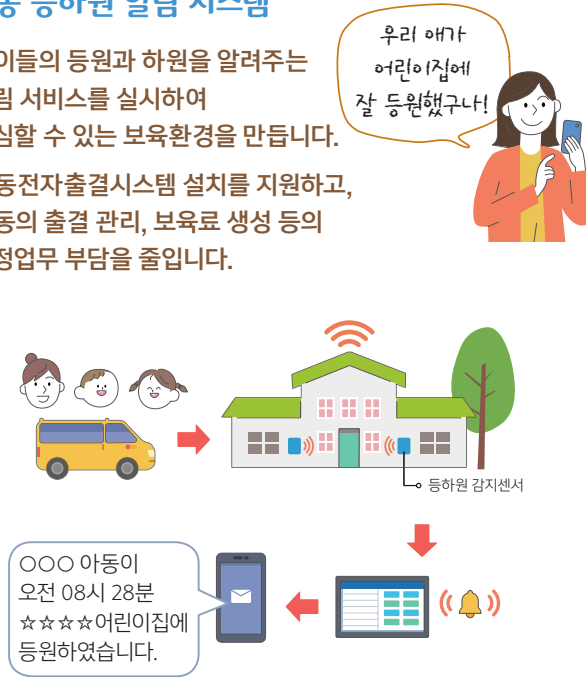 동 등하원 알림 시스템
이들의 등원과 하원을 알려주는
림 서비스를 실시하여
심할 수 있는 보육환경을 만듭니다.
동전자출결시스템 설치를 지원하고,
동의 출결 관리, 보육료 생성 등의
정업무 부담을 줄입니다.
우리 애가
어린이집에
잘 등원했구나!
등하원 감지센서
○○○ 아동이
오전 08시 28분
☆☆☆☆어린이집에
등원하였습니다.